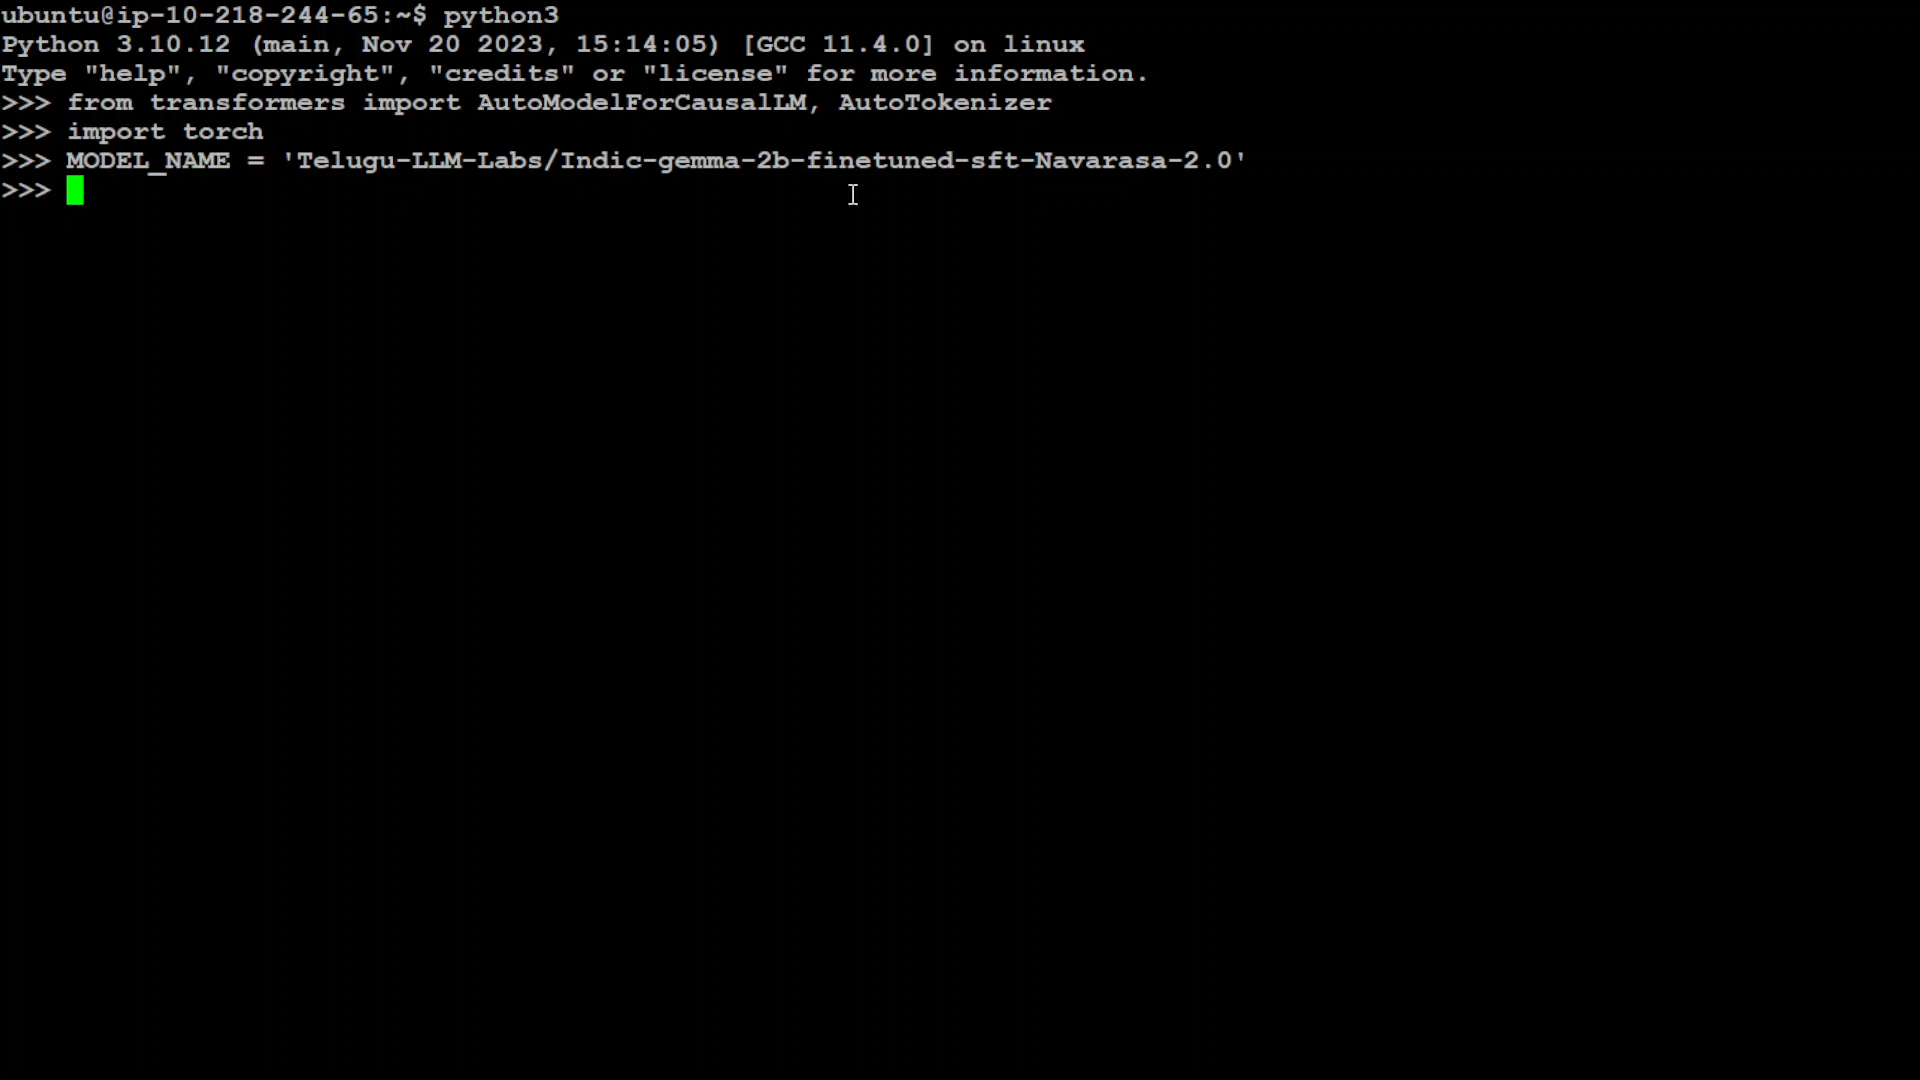 ubuntu@ip-10-218-244-65:~$ python3
Python 3.10.12 (main, Nov 20 2023, 15:14:05) [GCC 11.4.0] on linux
Type "help", "copyright", "credits" or "license" for more information.
>>> from transformers import AutoModelForCausalLM, AutoTokenizer
>>> import torch
>>> MODEL_NAME = 'Telugu-LLM-Labs/Indic-gemma-2b-finetuned-sft-Navarasa-2.0'
>>>